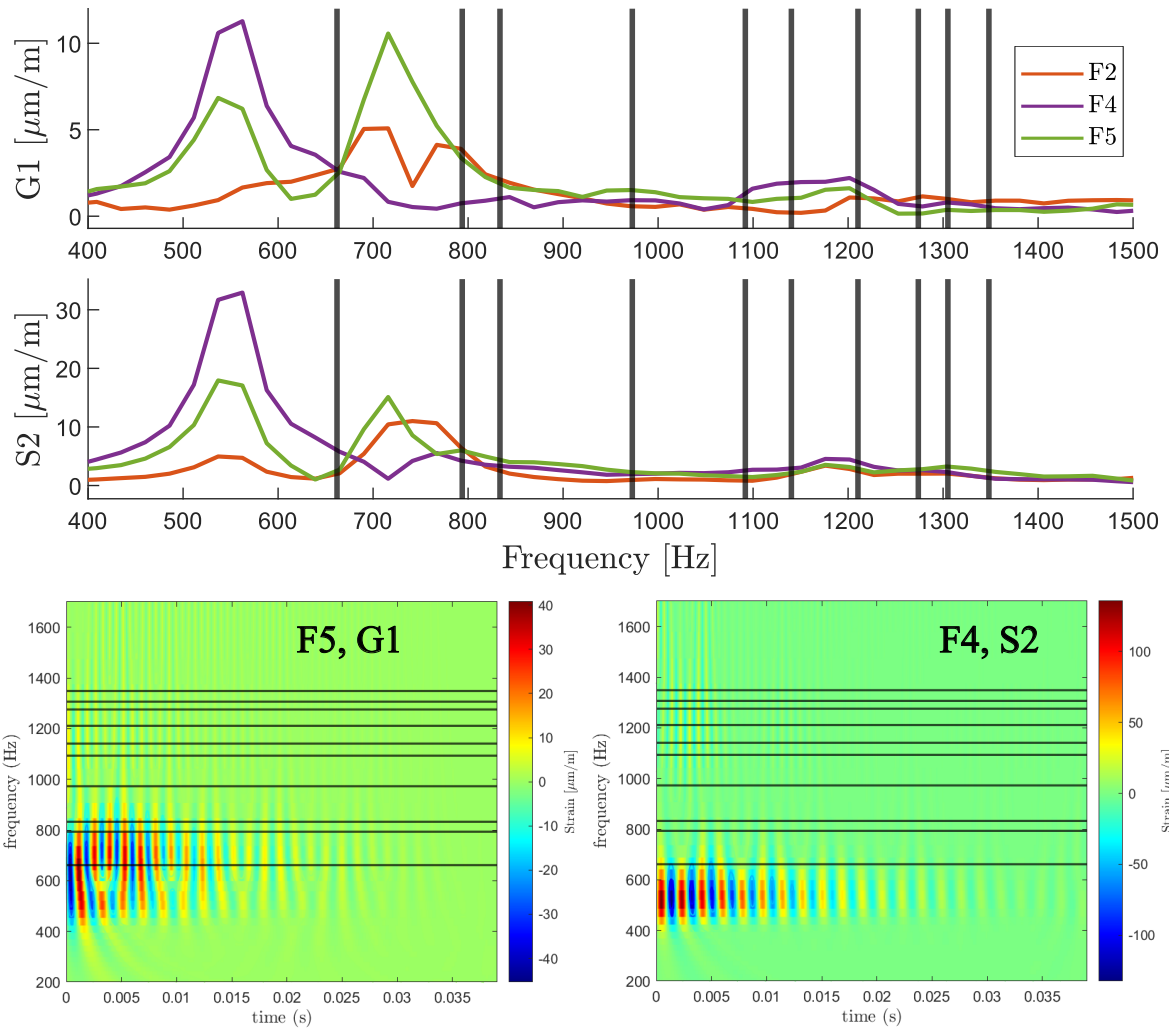 G1 [μm/m]
10
5
0
F2
F4
F5
400 500 600 700 800 900 1000 1100 1200 1300 1400 1500
S2 [μm/m]
30
20
10
0
400 500 600 700 800 900 1000 1100 1200 1300 1400 1500
Frequency [Hz]
F5, G1
frequency (Hz)
1600
1400
1200
1000
800
600
400
200
0 0.005 0.01 0.015 0.02 0.025 0.03 0.035
time (s)
40
30
20
10
0
-10
-20
-30
-40
Strain [μm/m]
F4, S2
frequency (Hz)
1600
1400
1200
1000
800
600
400
200
0 0.005 0.01 0.015 0.02 0.025 0.03 0.035
time (s)
100
50
0
-50
-100
Strain [μm/m]